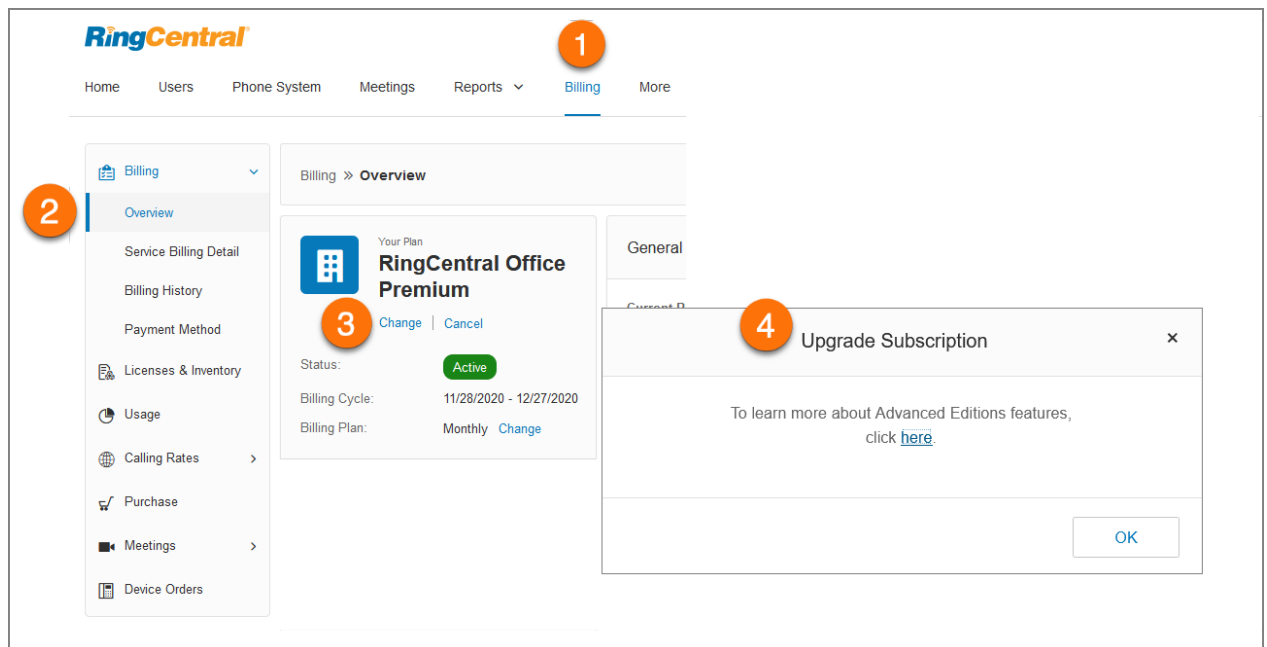 RingCentral
1
Home Users Phone System Meetings Reports Billing More
Billing
Billing » Overview
2
Overview
Service Billing Detail
Billing History
Payment Method
Licenses & Inventory
Usage
Calling Rates
Purchase
Meetings
Device Orders
Your Plan
RingCentral Office
Premium
3
Change | Cancel
Status: Active
Billing Cycle: 11/28/2020 - 12/27/2020
Billing Plan: Monthly Change
General
4
Upgrade Subscription ×
To learn more about Advanced Editions features,
click here.
OK